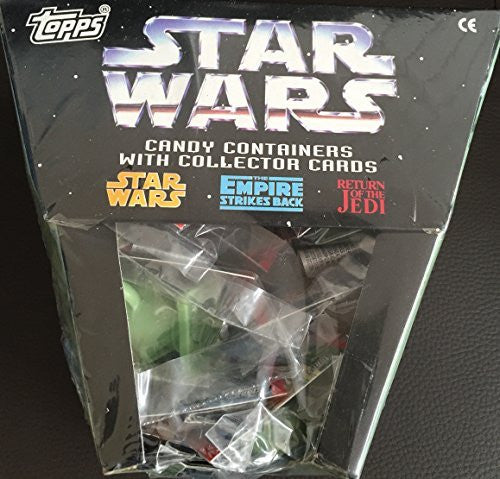 Topps®
CE
STAR
WARS
CANDY CONTAINERS
WITH COLLECTOR CARDS
STAR
WARS
THE
EMPIRE
STRIKES BACK
RETURN
OF THE
JEDI